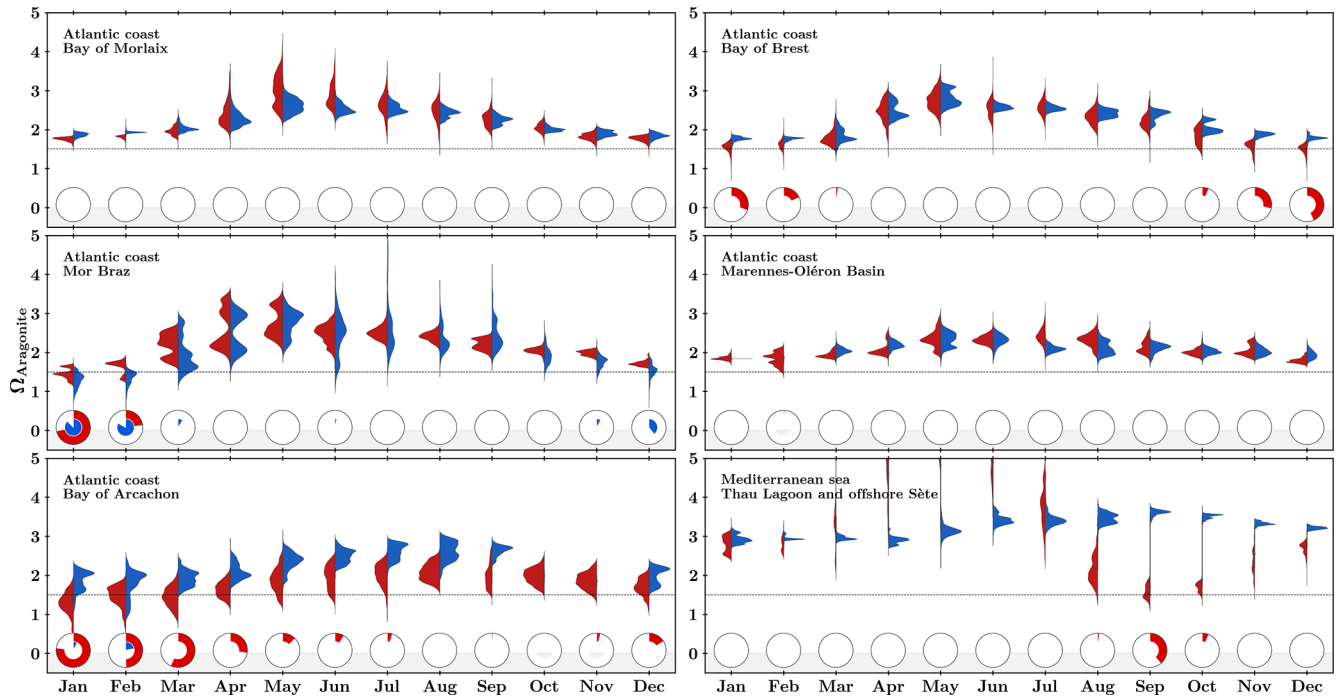 5
4
3
2
1
0
Atlantic coast
Bay of Morlaix
5
4
3
2
1
0
Atlantic coast
Bay of Brest
Ω Aragonite
5
4
3
2
1
0
Atlantic coast
Mor Braz
5
4
3
2
1
0
Atlantic coast
Marennes-Oléron Basin
5
4
3
2
1
0
Atlantic coast
Bay of Arcachon
Jan Feb Mar Apr May Jun Jul Aug Sep Oct Nov Dec
5
4
3
2
1
0
Mediterranean sea
Thau Lagoon and offshore Sète
Jan Feb Mar Apr May Jun Jul Aug Sep Oct Nov Dec